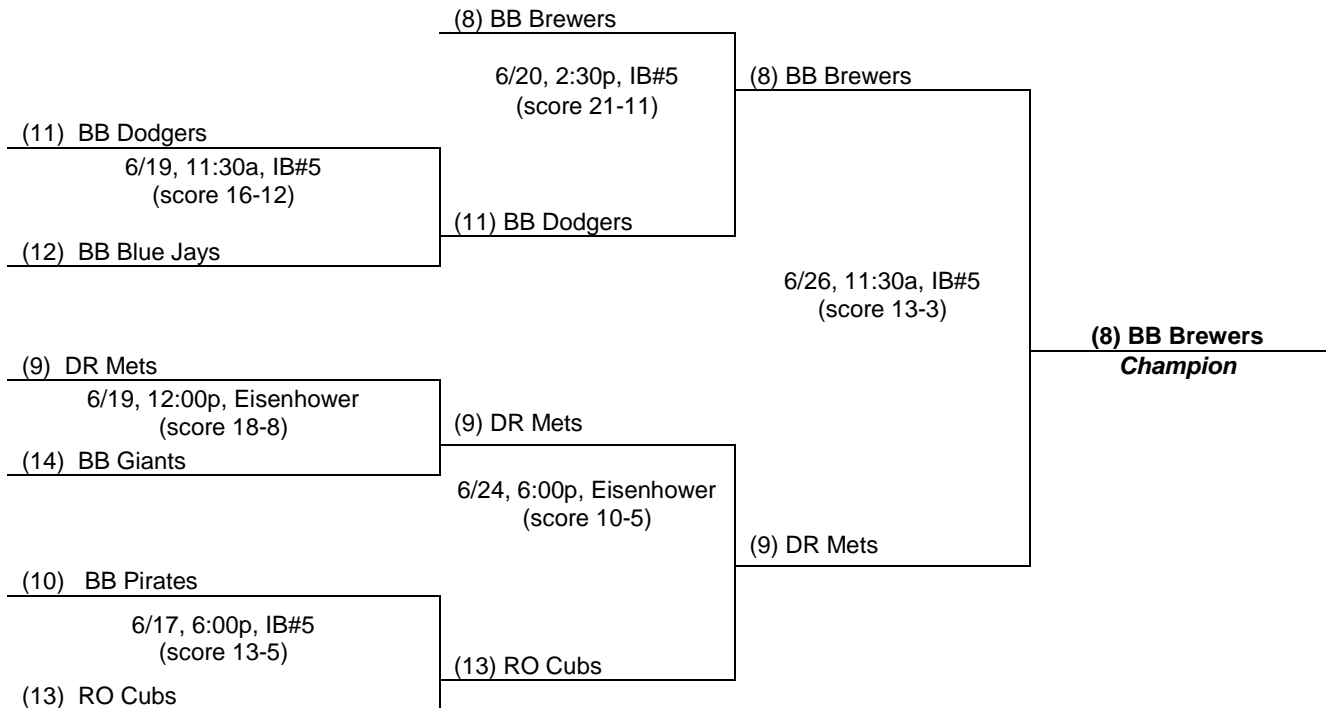 (8) BB Brewers
6/20, 2:30p, IB#5
(score 21-11)
(8) BB Brewers
(11) BB Dodgers
6/19, 11:30a, IB#5
(score 16-12)
(11) BB Dodgers
(12) BB Blue Jays
6/26, 11:30a, IB#5
(score 13-3)
(8) BB Brewers
Champion
(9) DR Mets
6/19, 12:00p, Eisenhower
(score 18-8)
(9) DR Mets
(14) BB Giants
6/24, 6:00p, Eisenhower
(score 10-5)
(9) DR Mets
(10) BB Pirates
6/17, 6:00p, IB#5
(score 13-5)
(13) RO Cubs
(13) RO Cubs